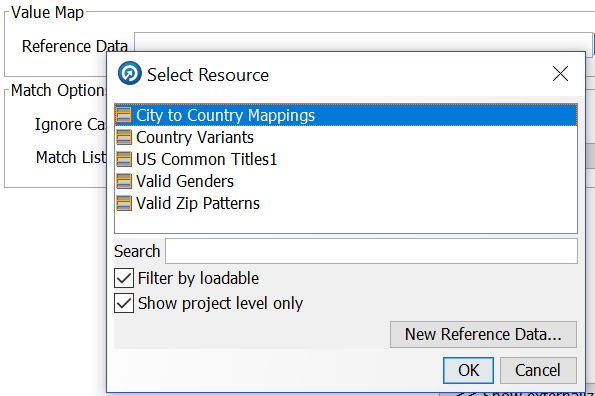 Value Map
Reference Data
Select Resource
Match Option
City to Country Mappings
Ignore Ca
Country Variants
Match List
US Common Titles1
Valid Genders
Valid Zip Patterns
Search
Filter by loadable
Show project level only
New Reference Data...
OK Cancel
<< Show externaliz